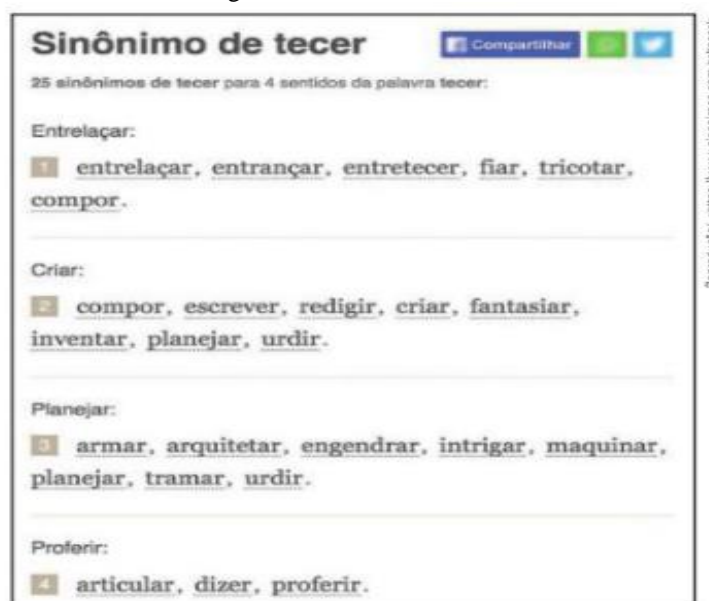 Sinônimo de tecer
Compartilhar
25 sinônimos de tecer para 4 sentidos da palavra tecer:
Entrelaçar:
1 entrelaçar, entrançar, entretecer, fiar, tricotar,
compor.
Criar:
2 compor, escrever, redigir, criar, fantasiar,
inventar, planejar, urdir.
Planejar:
3 armar, arquitetar, engendrar, intrigar, maquinar,
planejar, tramar, urdir.
Proferir:
4 articular, dizer, proferir.